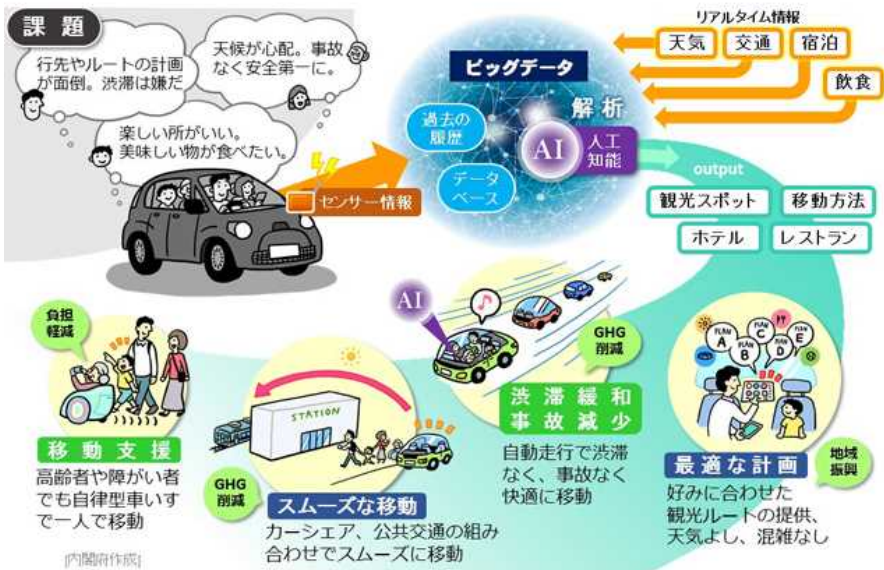 課題
行先やルートの計画
が面倒。渋滞は嫌だ
天候が心配。事故
なく安全第一に。
楽しい所がいい。
美味しい物が食べたい。
センサー情報
ビッグデータ
過去の
履歴
データ
ベース
解析
AI
人工
知能
リアルタイム情報
天気
交通
宿泊
飲食
output
観光スポット
移動方法
ホテル
レストラン
負担
軽減
移動支援
高齢者や障がい者
でも自律型車いす
で一人で移動
STATION
GHG
削減
スムーズな移動
カーシェア、公共交通の組み
合わせでスムーズに移動
AI
GHG
削減
渋滞緩和
事故減少
自動走行で渋滞
なく、事故なく
快適に移動
PLAN
A
PLAN
B
PLAN
C
PLAN
D
PLAN
E
最適な計画
地域
振興
好みに合わせた
観光ルートの提供、
天気よし、混雑なし
[内閣府作成]